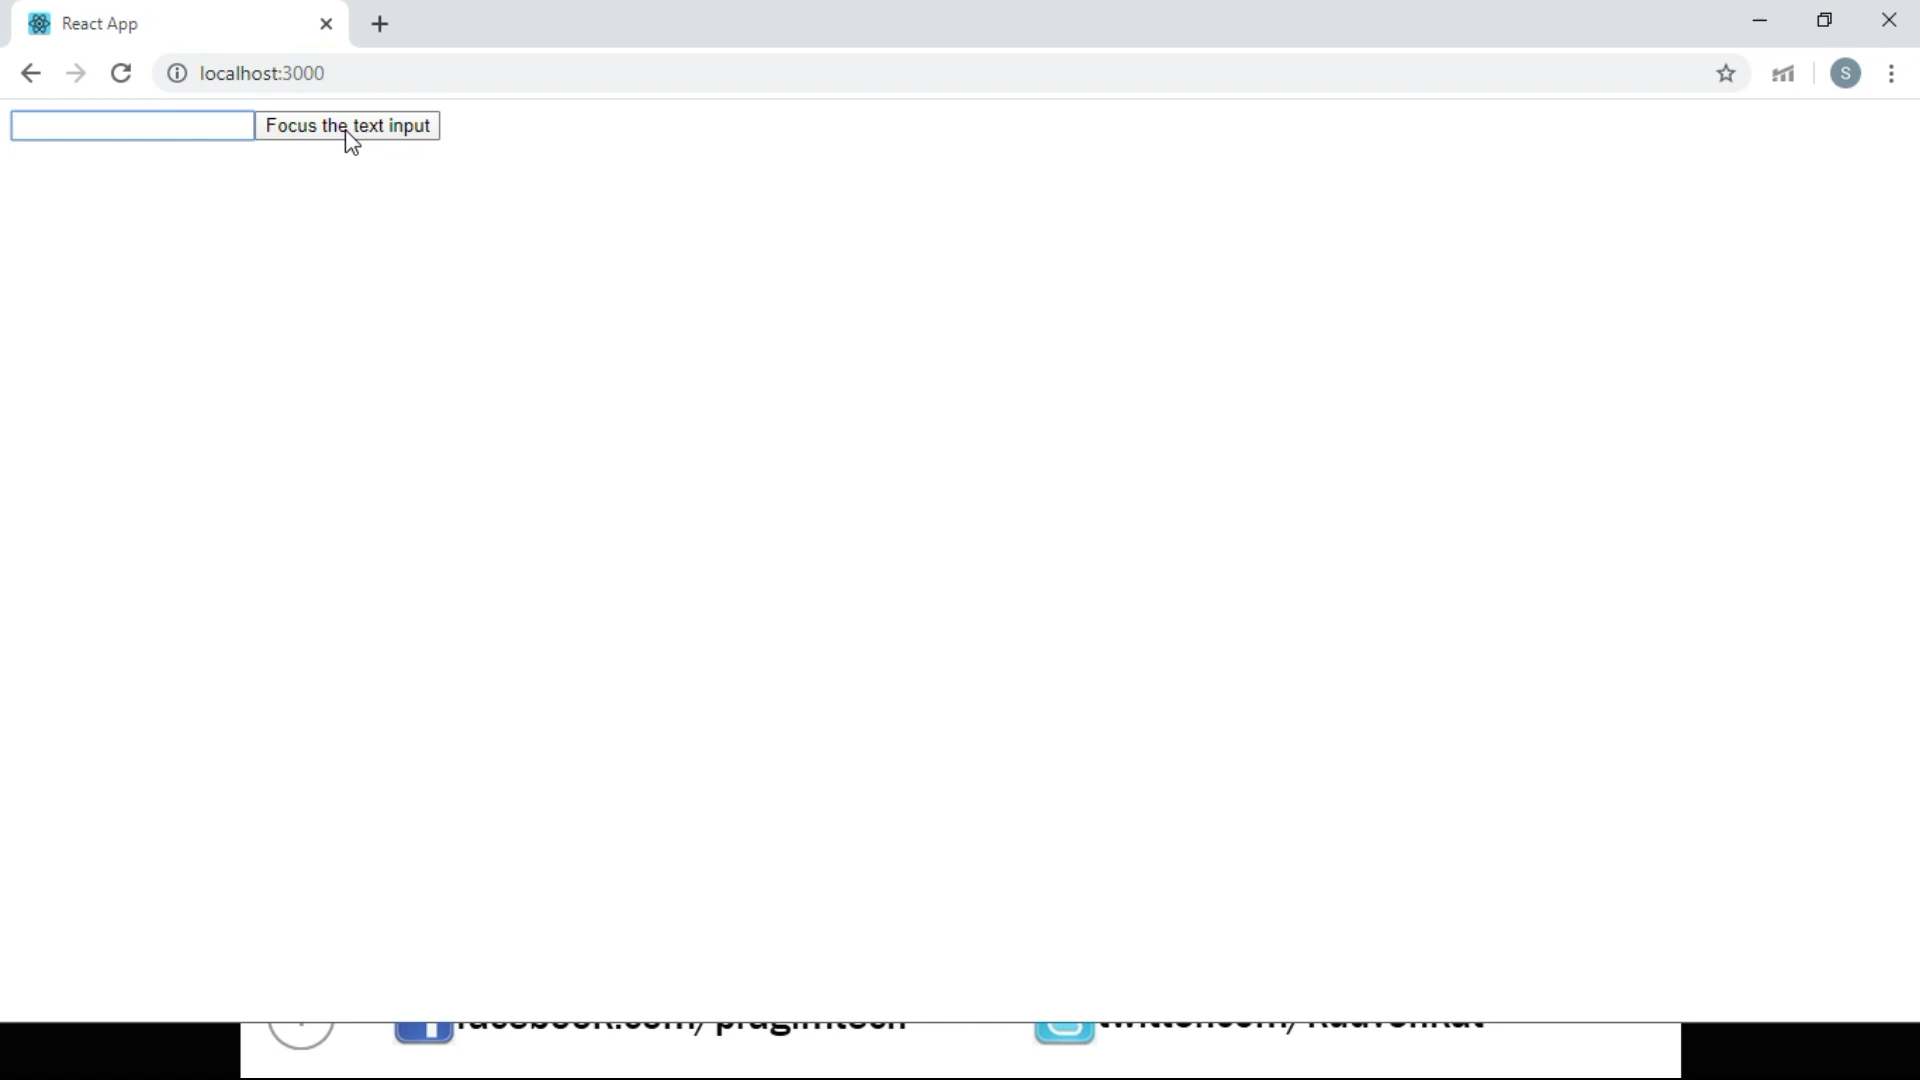 React App
localhost:3000
S
Focus the text input